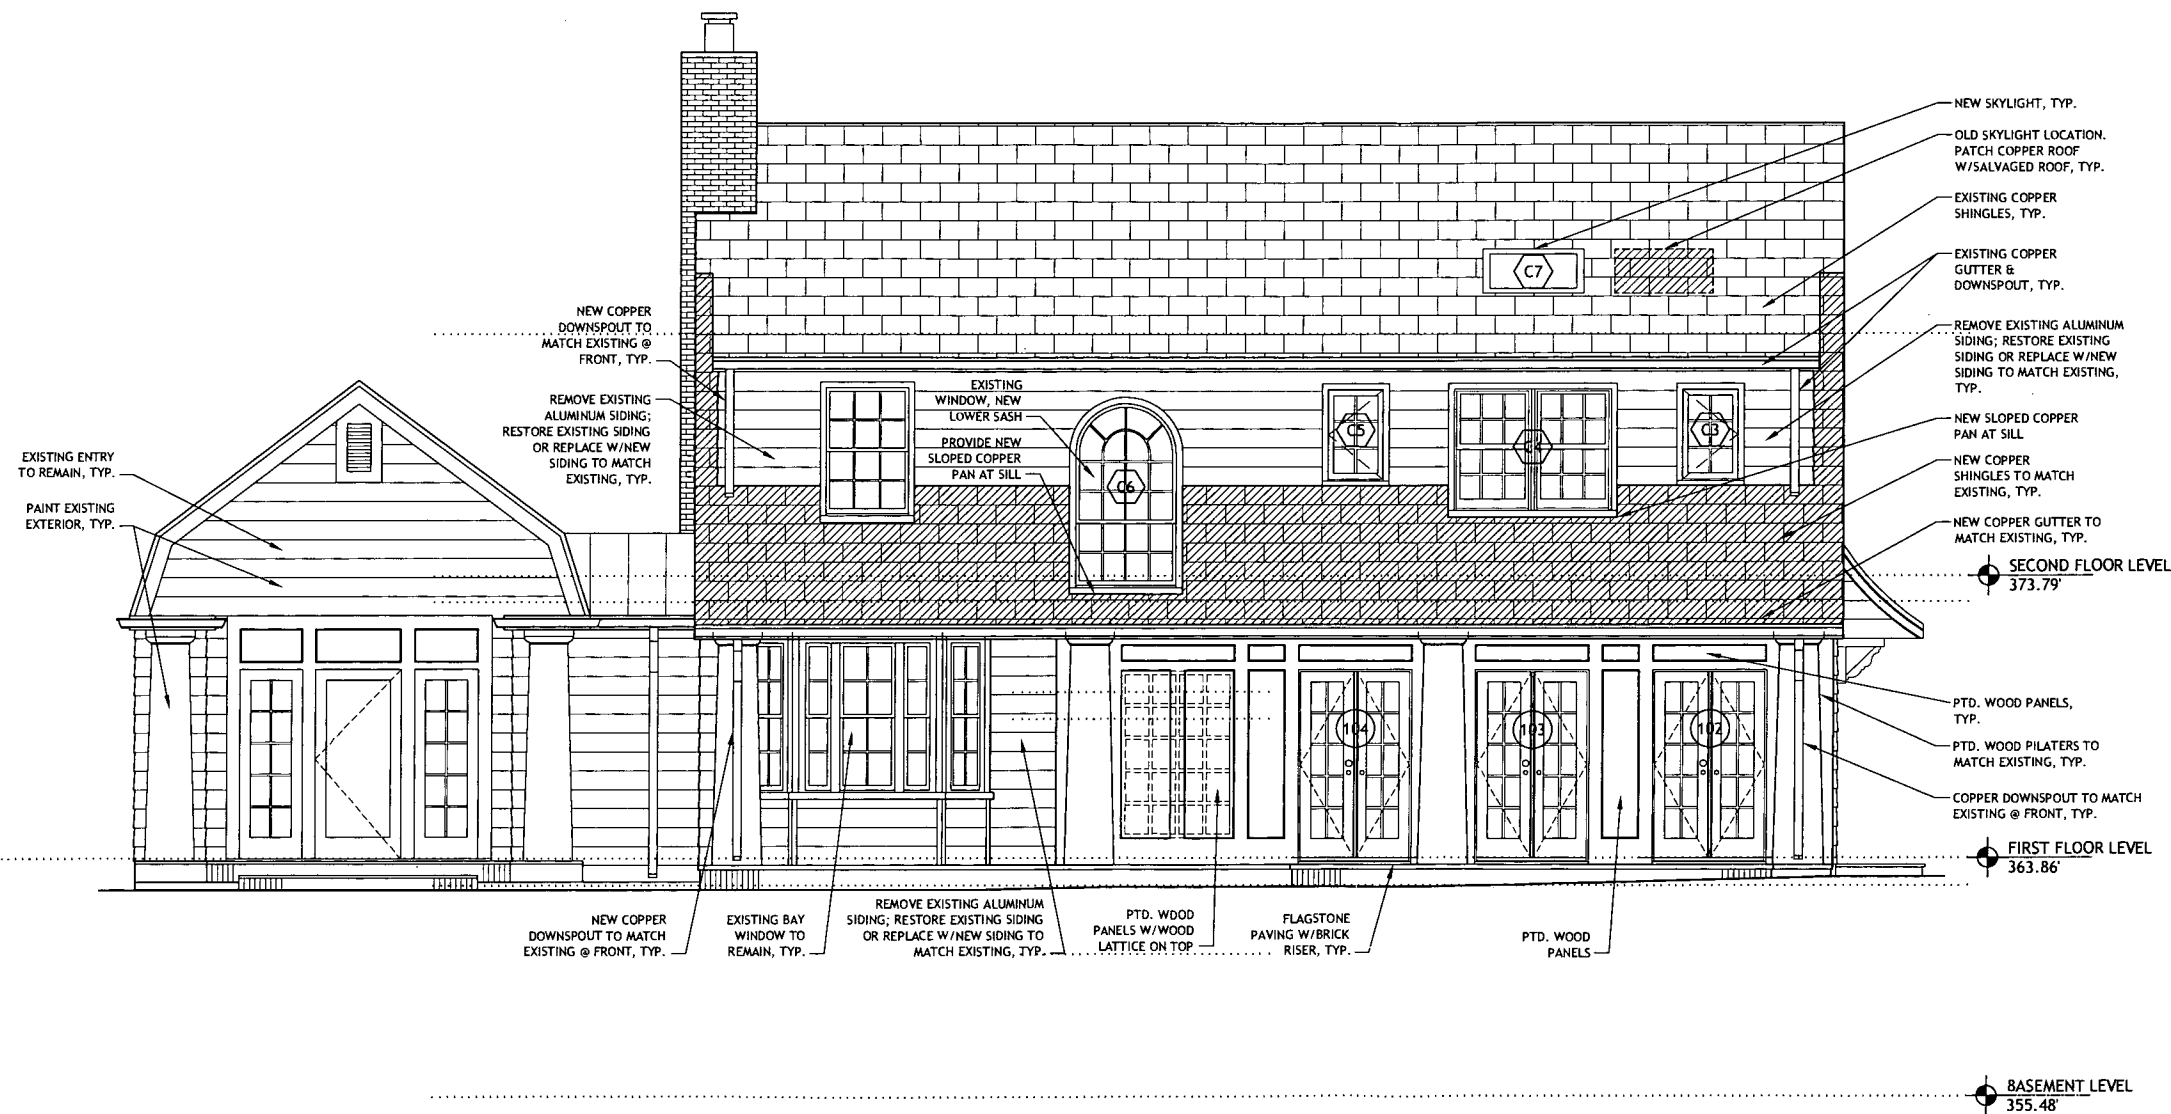 NEW SKYLIGHT, TYP.
OLD SKYLIGHT LOCATION.
PATCH COPPER ROOF
W/SALVAGED ROOF, TYP.
EXISTING COPPER
SHINGLES, TYP.
EXISTING COPPER
GUTTER &
DOWNSPOUT, TYP.
REMOVE EXISTING ALUMINUM
SIDING; RESTORE EXISTING
SIDING OR REPLACE W/NEW
SIDING TO MATCH EXISTING,
TYP.
NEW SLOPED COPPER
PAN AT SILL
NEW COPPER
SHINGLES TO MATCH
EXISTING, TYP.
NEW COPPER GUTTER TO
MATCH EXISTING, TYP.
SECOND FLOOR LEVEL
373.79'
PTD. WOOD PANELS,
TYP.
PTD. WOOD PILATERS TO
MATCH EXISTING, TYP.
COPPER DOWNSPOUT TO MATCH
EXISTING @ FRONT, TYP.
FIRST FLOOR LEVEL
363.86'
BASEMENT LEVEL
355.48'
NEW COPPER
DOWNSPOUT TO
MATCH EXISTING @
FRONT, TYP.
REMOVE EXISTING
ALUMINUM SIDING;
RESTORE EXISTING SIDING
OR REPLACE W/NEW
SIDING TO MATCH
EXISTING, TYP.
EXISTING
WINDOW, NEW
LOWER SASH
PROVIDE NEW
SLOPED COPPER
PAN AT SILL
EXISTING ENTRY
TO REMAIN, TYP.
PAINT EXISTING
EXTERIOR, TYP.
C7
C6
C5
C4
C3
104
103
102
NEW COPPER
DOWNSPOUT TO MATCH
EXISTING @ FRONT, TYP.
EXISTING BAY
WINDOW TO
REMAIN, TYP.
REMOVE EXISTING ALUMINUM
SIDING; RESTORE EXISTING SIDING
OR REPLACE W/NEW SIDING TO
MATCH EXISTING, TYP.
PTD. WOOD
PANELS W/WOOD
LATTICE ON TOP
FLAGSTONE
PAVING W/BRICK
RISER, TYP.
PTD. WOOD
PANELS